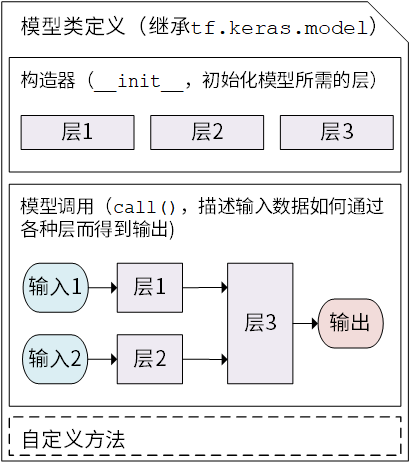 模型类定义（继承tf.keras.model）
构造器（__init__，初始化模型所需的层）
层1 层2 层3
模型调用（call()，描述输入数据如何通过
各种层而得到输出)
输入1 层1
层3 输出
输入2 层2
自定义方法